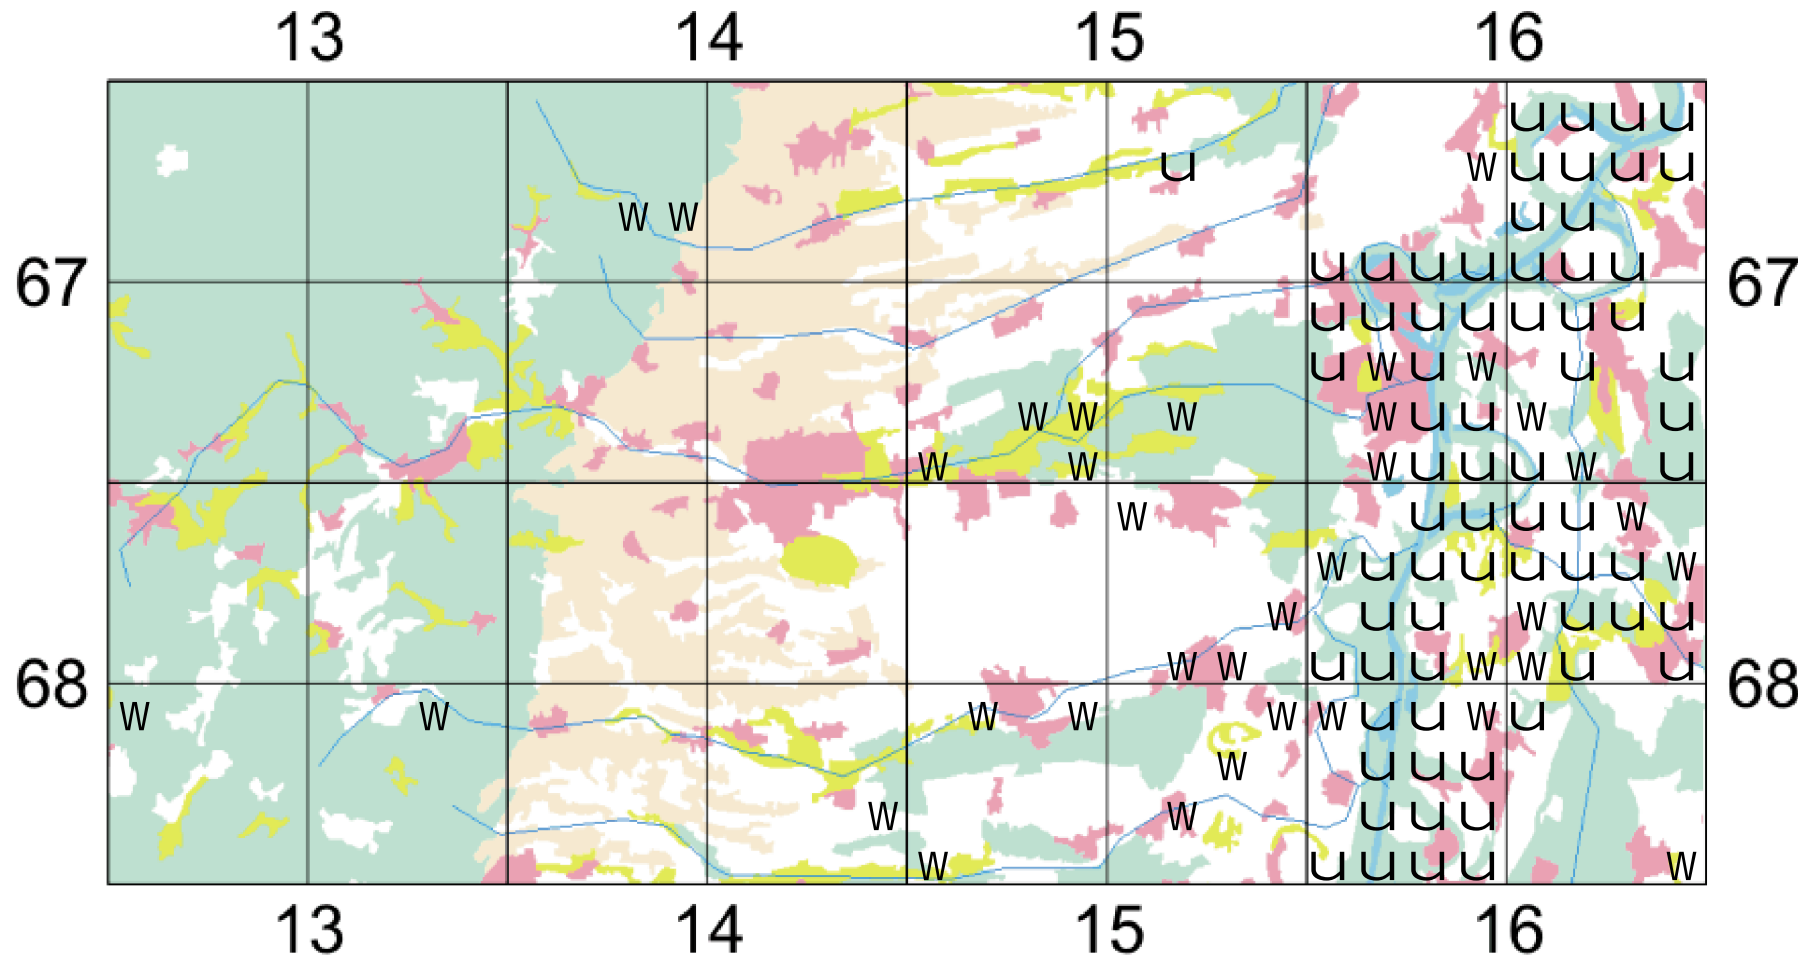 13 14 15 16
u u u u
u w u u u u
w w u u
67 u u u u u u u 67
u u u u u u u
u w u w u u
w w w w u u w u
w w w u u u w u
w u u u u w
w u u u u u u w
w u u w u u u
w w u u u w w u u
68 68
w w w w w w u u w u
w u u u
w w u u u
w u u u u w
13 14 15 16